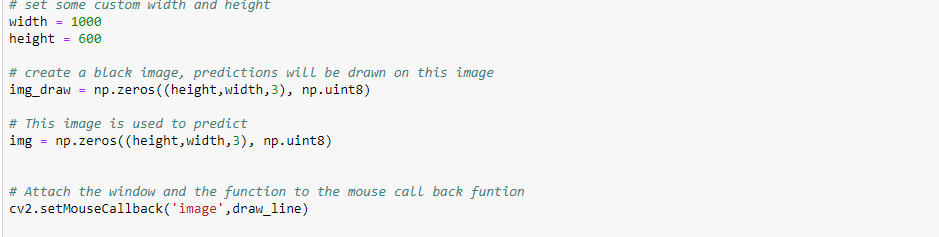 # set some custom width and height
width = 1000
height = 600
# create a black image, predictions will be drawn on this image
img_draw = np.zeros((height,width,3), np.uint8)
# This image is used to predict
img = np.zeros((height,width,3), np.uint8)
# Attach the window and the function to the mouse call back funtion
cv2.setMouseCallback('image',draw_line)